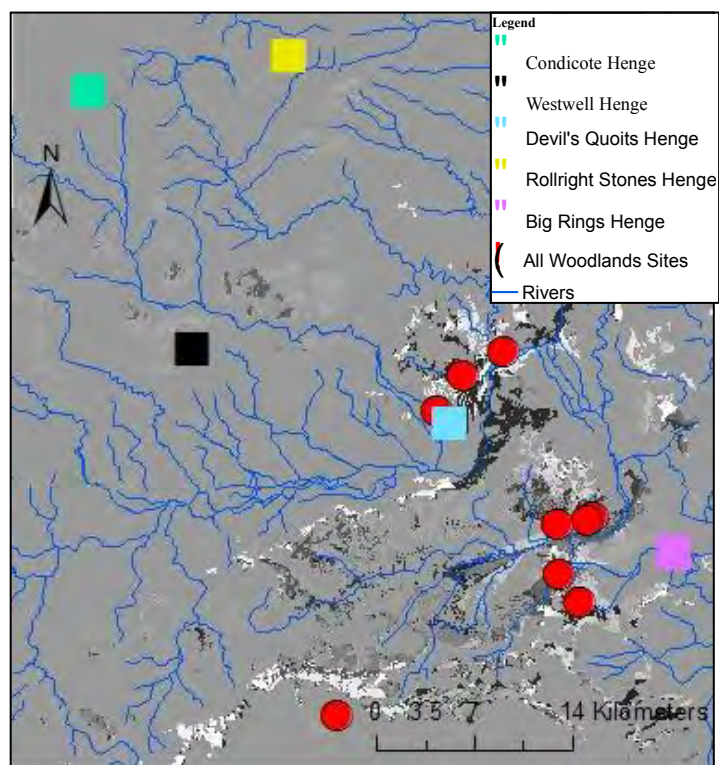 Legend
" Condicote Henge
" Westwell Henge
" Devil's Quoits Henge
" Rollright Stones Henge
" Big Rings Henge
( All Woodlands Sites
Rivers
N
0 3.5 7 14 Kilometers